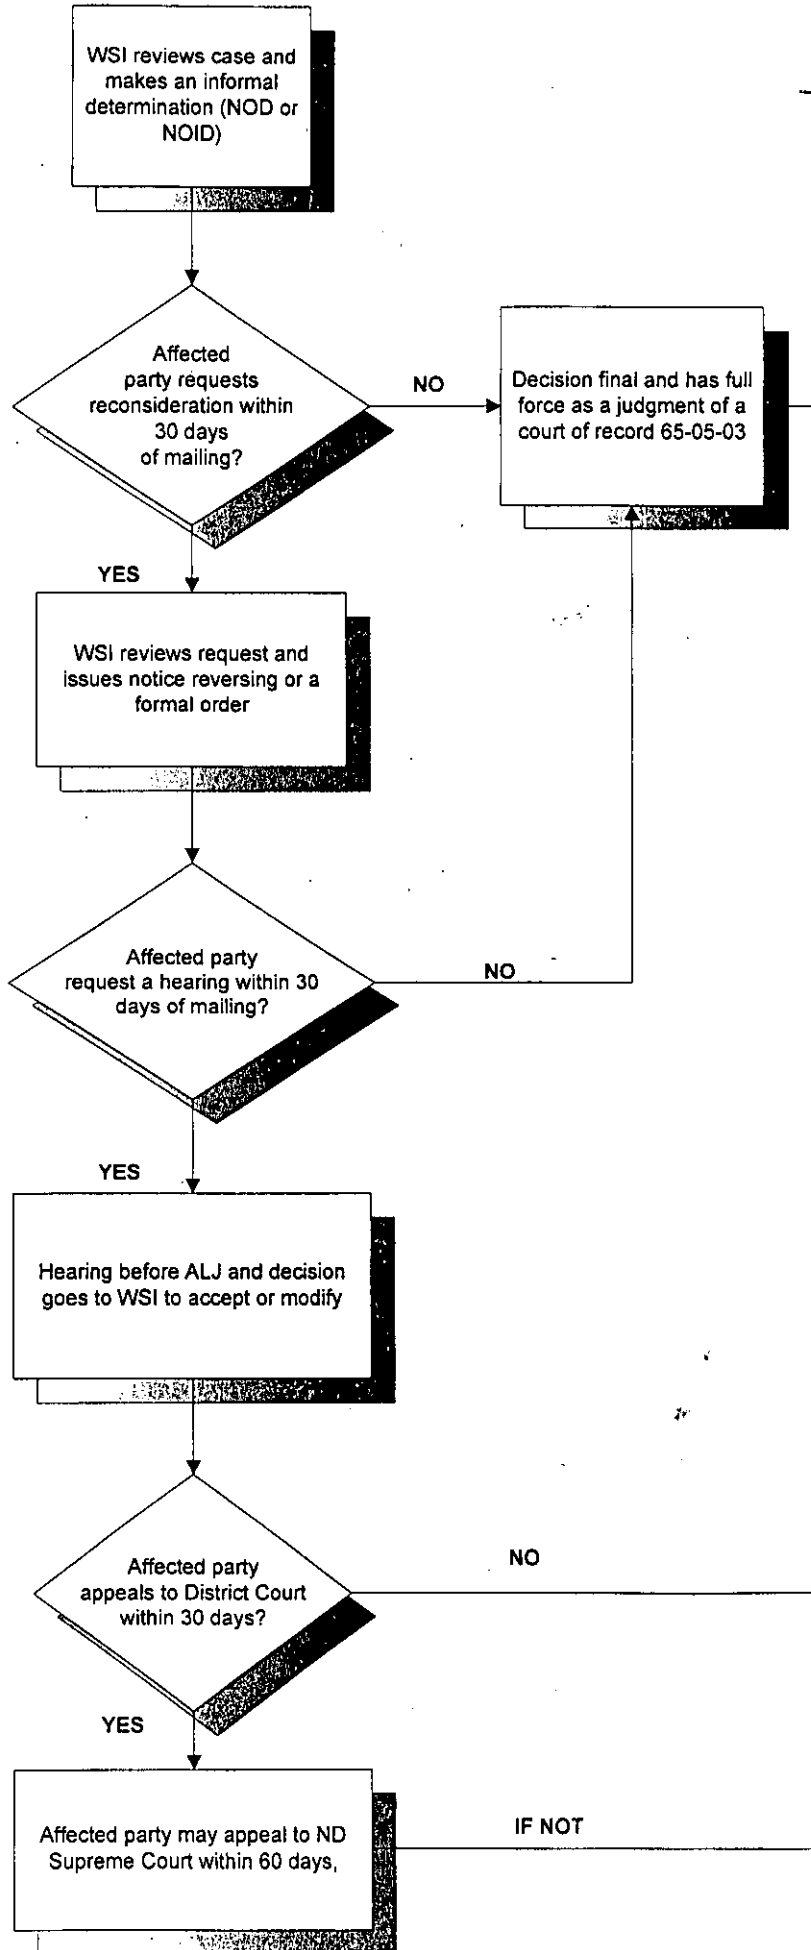 WSI reviews case and
makes an informal
determination (NOD or
NOID)
Affected
party requests
reconsideration within
30 days
of mailing?
NO
Decision final and has full
force as a judgment of a
court of record 65-05-03
YES
WSI reviews request and
issues notice reversing or a
formal order
Affected party
request a hearing within 30
days of mailing?
NO
YES
Hearing before ALJ and decision
goes to WSI to accept or modify
Affected party
appeals to District Court
within 30 days?
NO
YES
Affected party may appeal to ND
Supreme Court within 60 days,
IF NOT